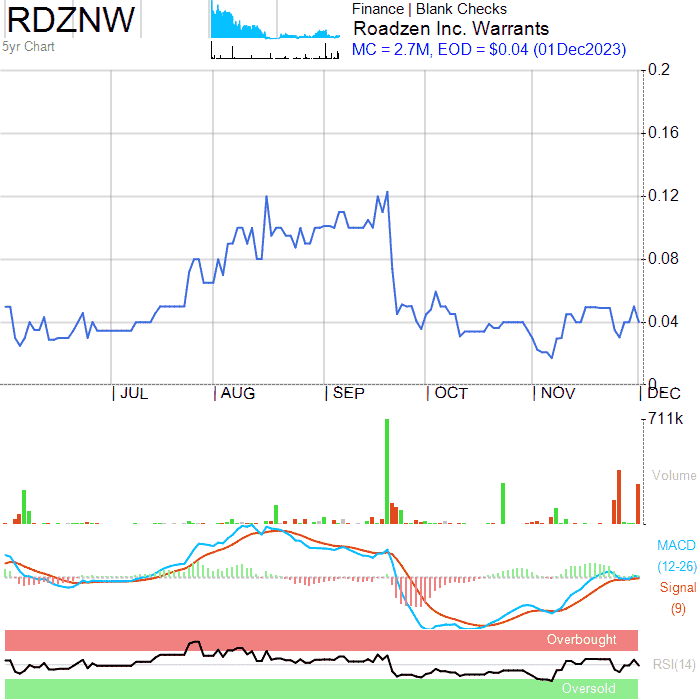 RDZNW
5yr Chart
Finance | Blank Checks
Roadzen Inc. Warrants
MC = 2.7M, EOD = $0.04 (01Dec2023)
0.2
0.16
0.12
0.08
0.04
0
JUL
AUG
SEP
OCT
NOV
DEC
711k
Volume
MACD
(12-26)
Signal
(9)
Overbought
RSI(14)
Oversold